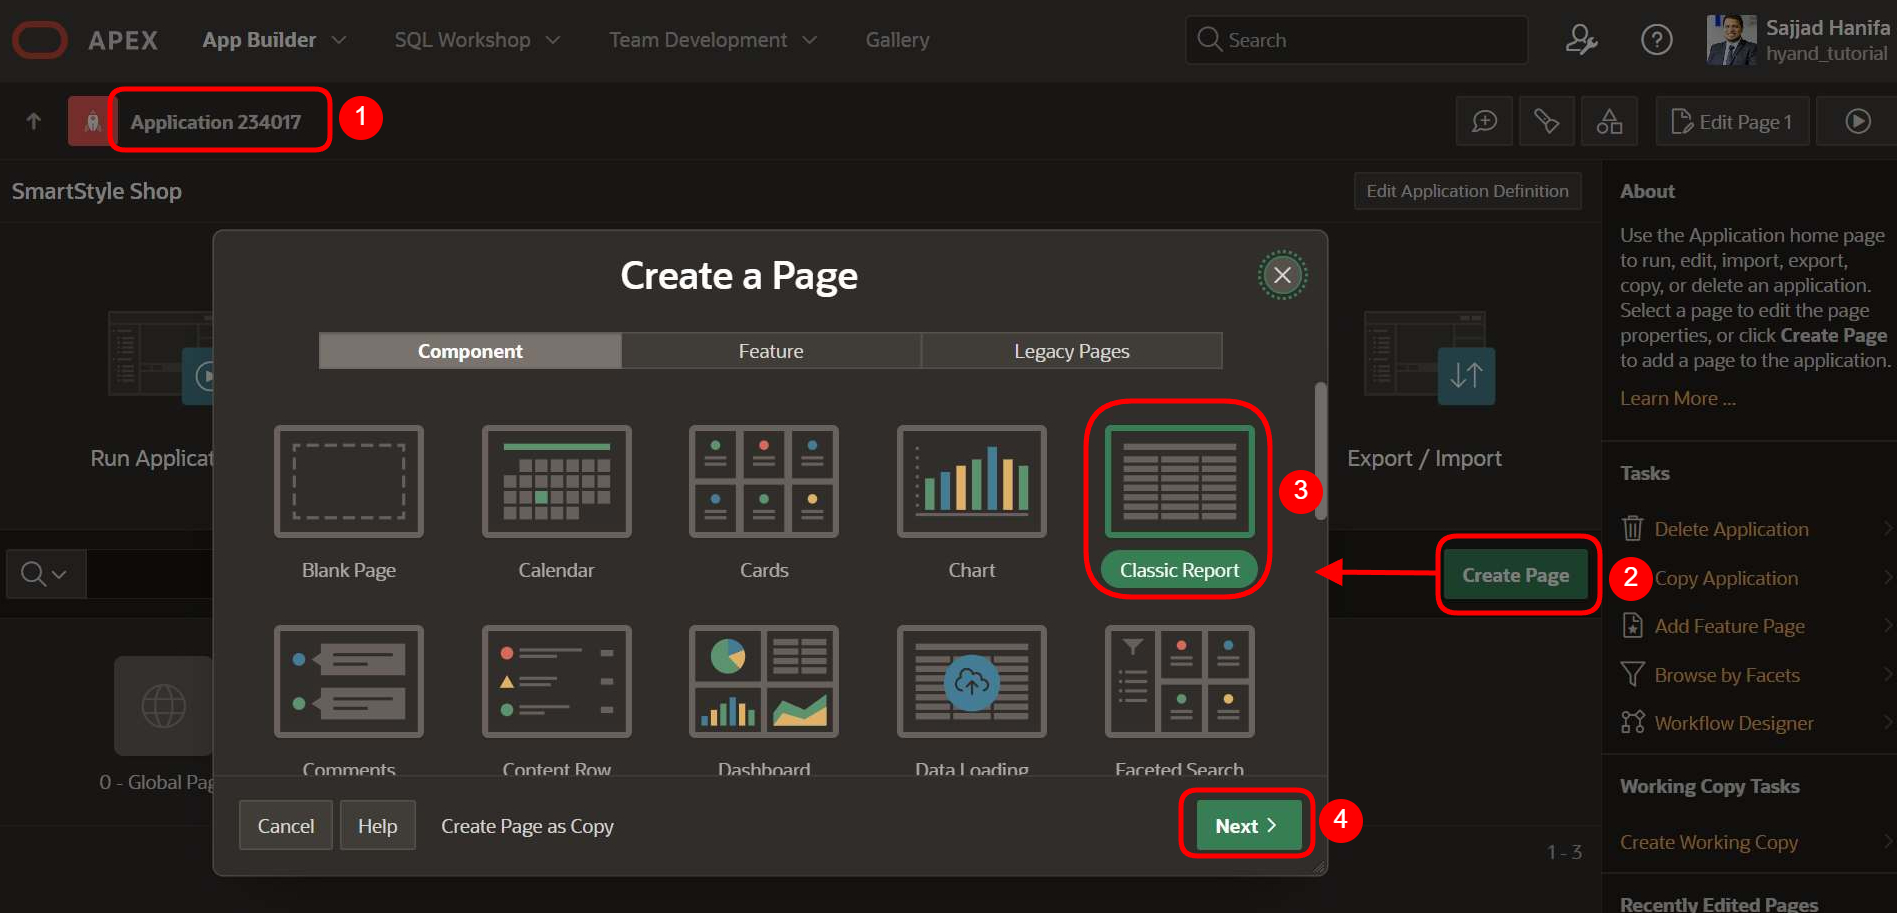 APEX
App Builder
SQL Workshop
Team Development
Gallery
Search
Sajjad Hanifa
hyand_tutorial
Application 234017
1
Edit Page 1
SmartStyle Shop
Edit Application Definition
About
Use the Application home page
to run, edit, import, export,
copy, or delete an application.
Select a page to edit the page
properties, or click Create Page
to add a page to the application.
Learn More ...
Create a Page
Component
Feature
Legacy Pages
Run Applicat
Export / Import
Blank Page
Calendar
Cards
Chart
Classic Report
3
Create Page
2
Tasks
Delete Application
Copy Application
Add Feature Page
Browse by Facets
Workflow Designer
Comments
Content Row
Dashboard
Data Loading
Faceted Search
0 - Global Pag
Cancel
Help
Create Page as Copy
Next
4
1 - 3
Working Copy Tasks
Create Working Copy
Recently Edited Pages